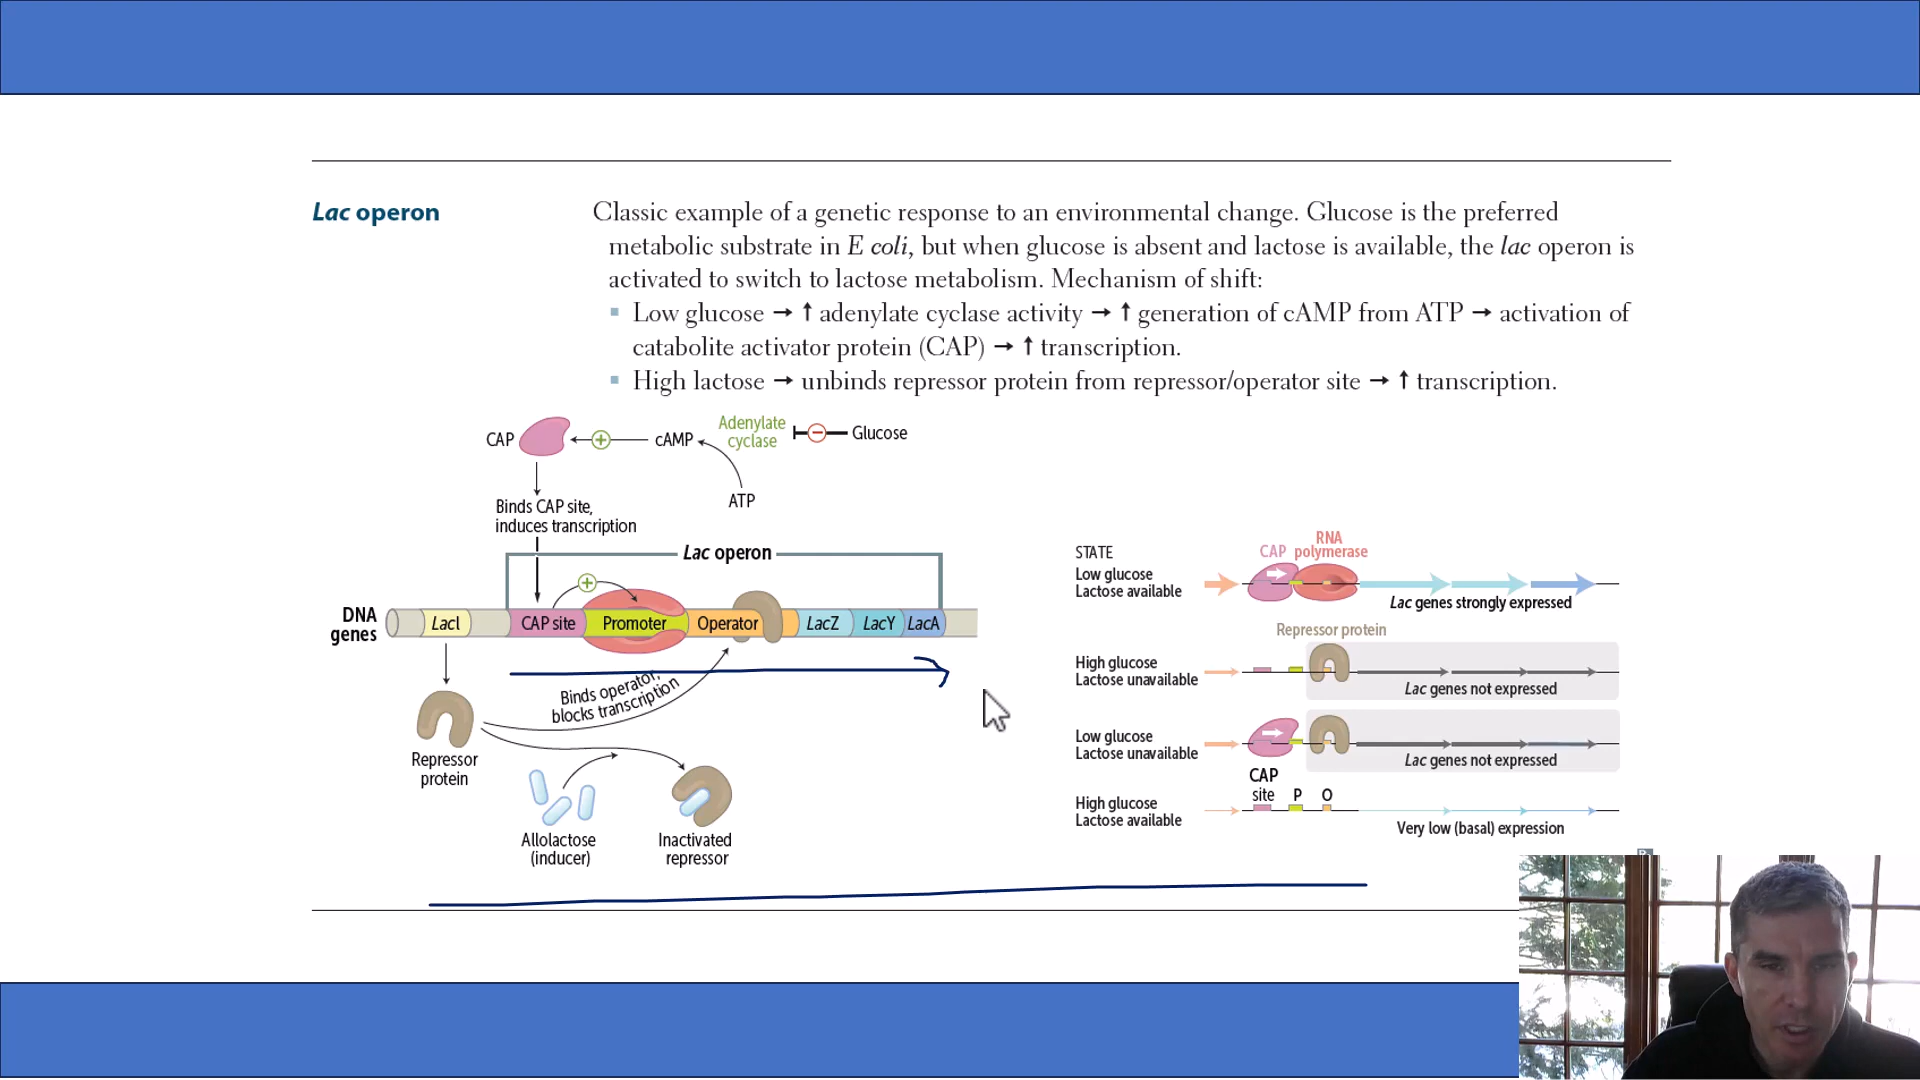 Lac operon
Classic example of a genetic response to an environmental change. Glucose is the preferred
metabolic substrate in E coli, but when glucose is absent and lactose is available, the lac operon is
activated to switch to lactose metabolism. Mechanism of shift:
▪ Low glucose → ↑ adenylate cyclase activity → ↑ generation of cAMP from ATP → activation of
catabolite activator protein (CAP) → ↑ transcription.
▪ High lactose → unbinds repressor protein from repressor/operator site → ↑ transcription.
CAP
+
cAMP
Adenylate
cyclase
−
Glucose
ATP
Binds CAP site,
induces transcription
Lac operon
+
DNA
genes
LacI
CAP site
Promoter
Operator
LacZ
LacY
LacA
Binds operator,
blocks transcription
Repressor
protein
Allolactose
(inducer)
Inactivated
repressor
STATE
CAP
RNA
polymerase
Low glucose
Lactose available
Lac genes strongly expressed
Repressor protein
High glucose
Lactose unavailable
Lac genes not expressed
Low glucose
Lactose unavailable
Lac genes not expressed
CAP
site
P
O
High glucose
Lactose available
Very low (basal) expression